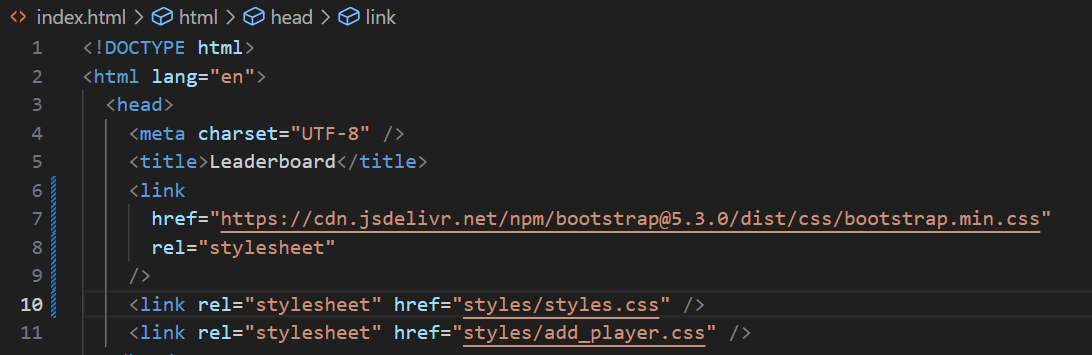 index.html > html > head > link
1 <!DOCTYPE html>
2 <html lang="en">
3 <head>
4 <meta charset="UTF-8" />
5 <title>Leaderboard</title>
6 <link
7 href="https://cdn.jsdelivr.net/npm/bootstrap@5.3.0/dist/css/bootstrap.min.css"
8 rel="stylesheet"
9 />
10 <link rel="stylesheet" href="styles/styles.css" />
11 <link rel="stylesheet" href="styles/add_player.css" />